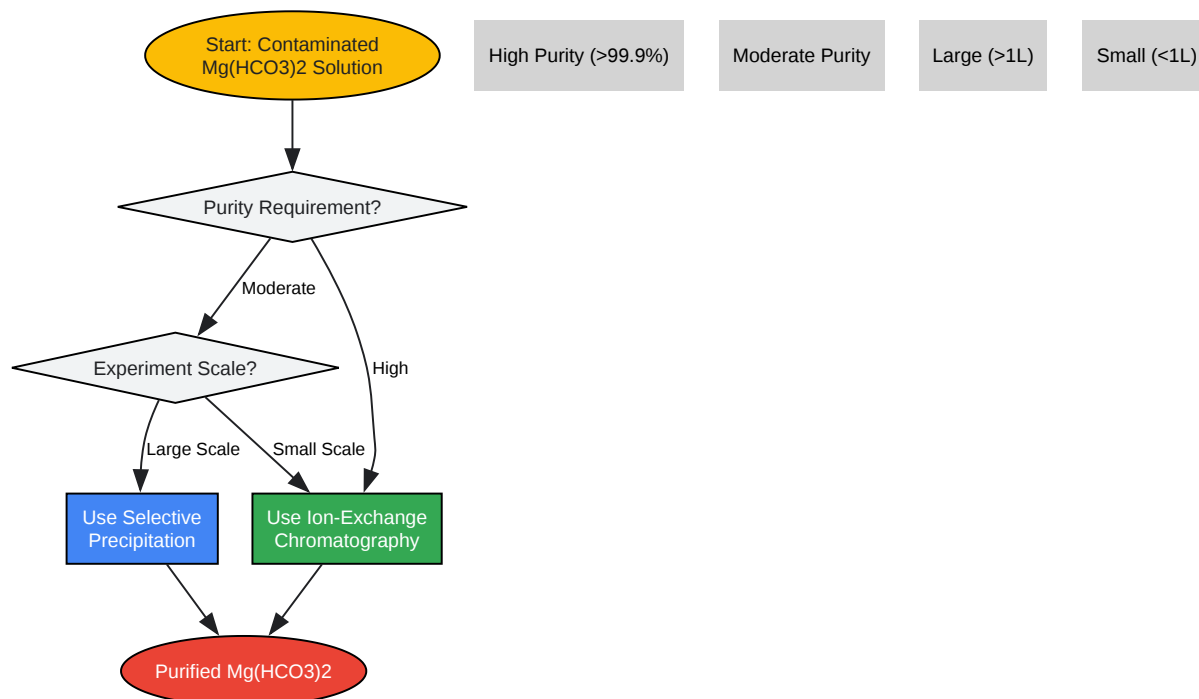 Start: Contaminated
Mg(HCO3)2 Solution
High Purity (>99.9%)
Moderate Purity
Large (>1L)
Small (<1L)
Purity Requirement?
Moderate
Experiment Scale?
High
Large Scale
Small Scale
Use Selective
Precipitation
Use Ion-Exchange
Chromatography
Purified Mg(HCO3)2